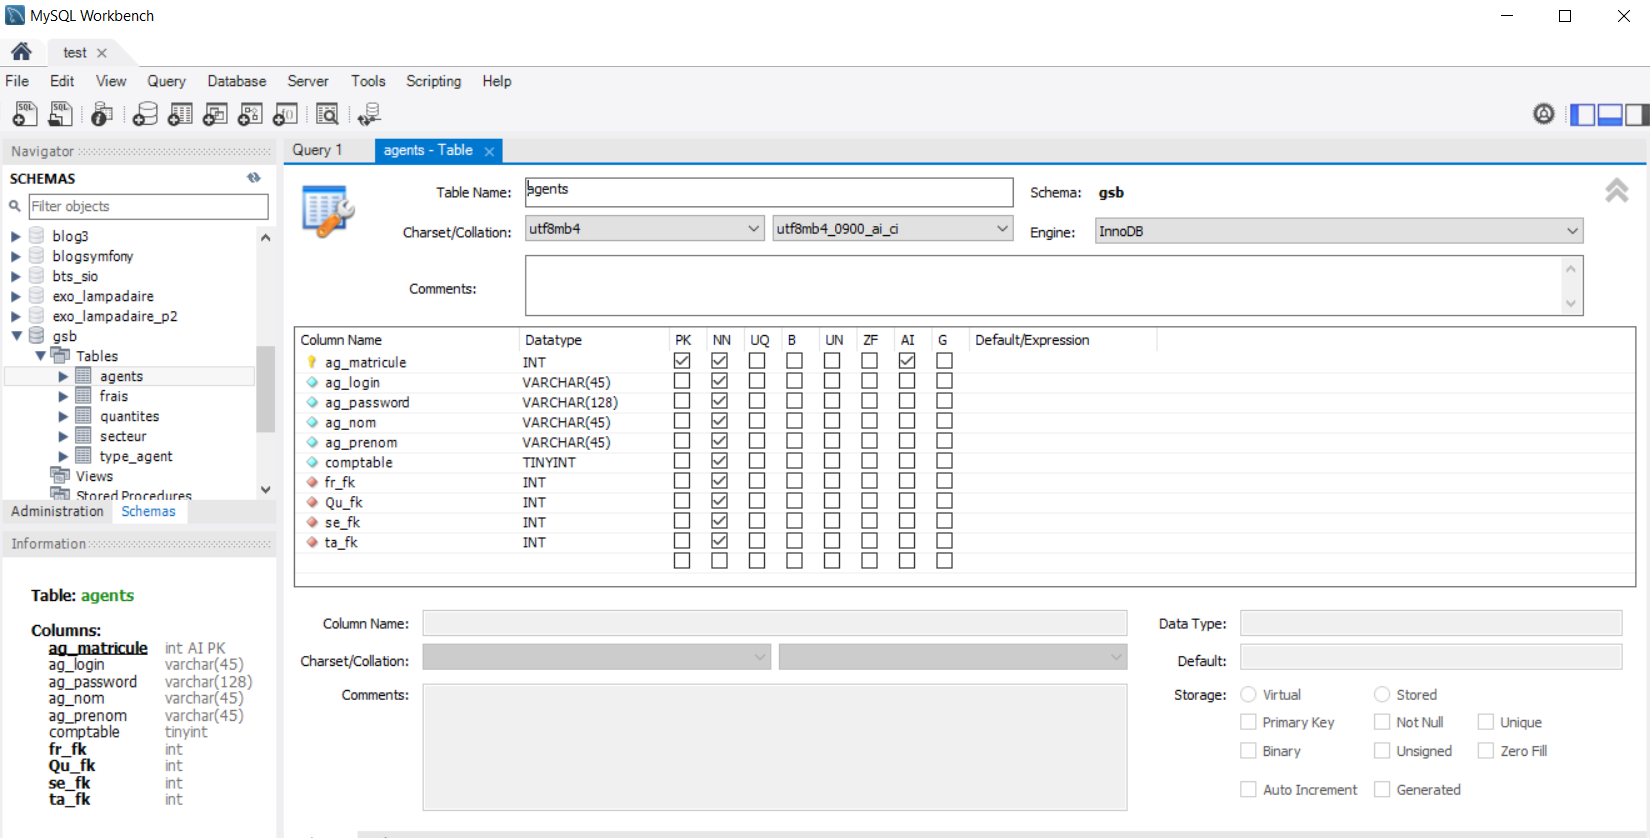 MySQL Workbench
test
File Edit View Query Database Server Tools Scripting Help
Navigator
SCHEMAS
Filter objects
blog3
blogsymfony
bts_sio
exo_lampadaire
exo_lampadaire_p2
gsb
Tables
agents
frais
quantites
secteur
type_agent
Views
Stored Procedures
Administration Schemas
Information
Table: agents
Columns:
ag_matricule int AI PK
ag_login varchar(45)
ag_password varchar(128)
ag_nom varchar(45)
ag_prenom varchar(45)
comptable tinyint
fr_fk int
Qu_fk int
se_fk int
ta_fk int
Query 1 agents - Table
Table Name: agents Schema: gsb
Charset/Collation: utf8mb4 utf8mb4_0900_ai_ci Engine: InnoDB
Comments:
Column Name Datatype PK NN UQ B UN ZF AI G Default/Expression
ag_matricule INT
ag_login VARCHAR(45)
ag_password VARCHAR(128)
ag_nom VARCHAR(45)
ag_prenom VARCHAR(45)
comptable TINYINT
fr_fk INT
Qu_fk INT
se_fk INT
ta_fk INT
Column Name: Data Type:
Charset/Collation: Default:
Comments: Storage: Virtual Stored
Primary Key Not Null Unique
Binary Unsigned Zero Fill
Auto Increment Generated